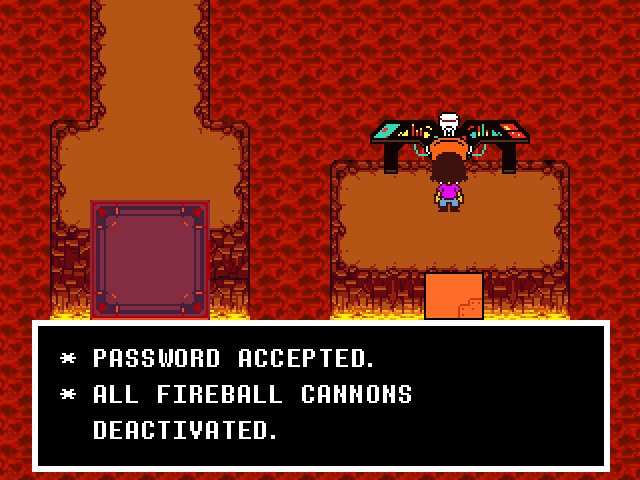 * PASSWORD ACCEPTED.
* ALL FIREBALL CANNONS
DEACTIVATED.